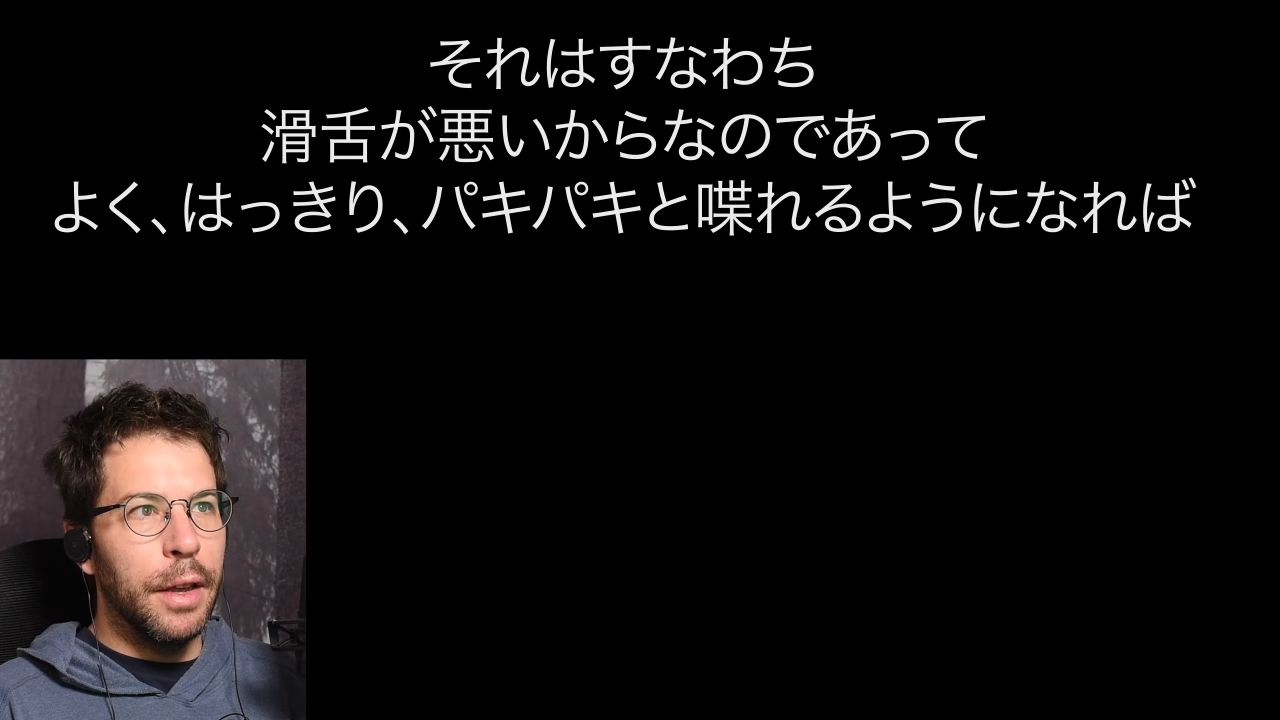 それはすなわち
滑舌が悪いからなのであって
よく、はっきり、パキパキと喋れるようになれば